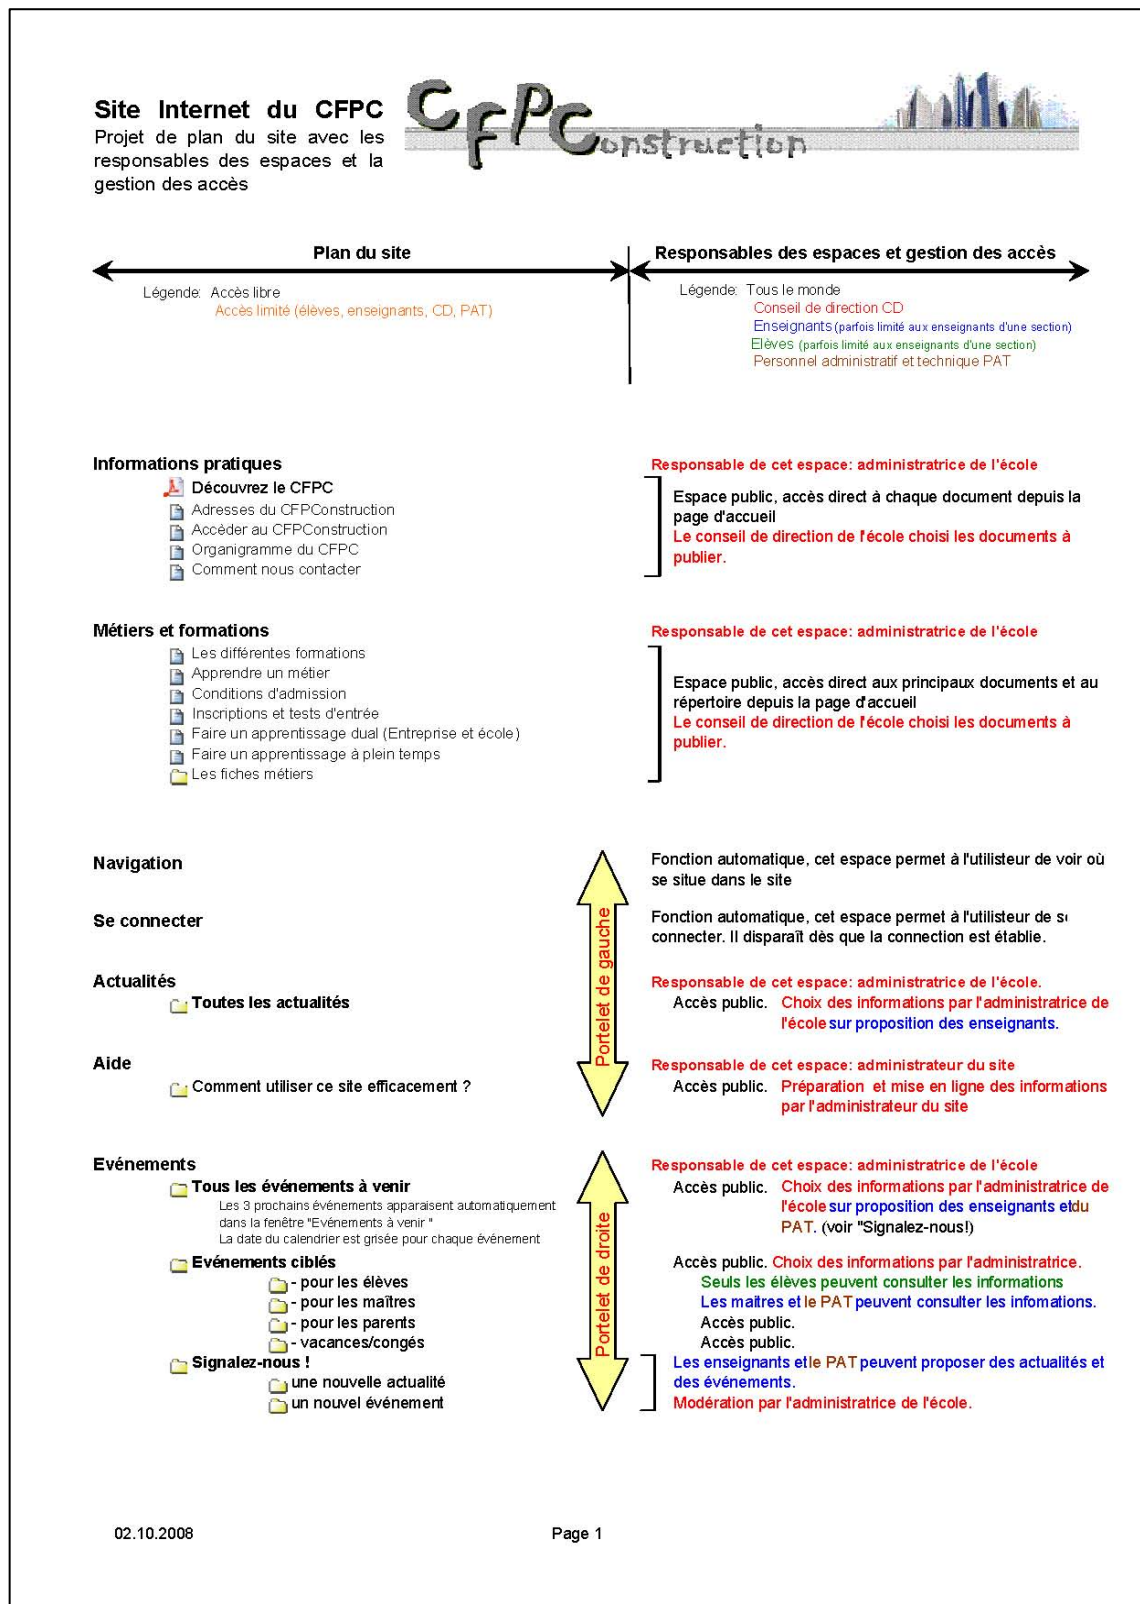 Site Internet du CFPC
Projet de plan du site avec les
responsables des espaces et la
gestion des accès
CFPConstruction
Plan du site
Responsables des espaces et gestion des accès
Légende: Accès libre
Accès limité (élèves, enseignants, CD, PAT)
Légende: Tous le monde
Conseil de direction CD
Enseignants (parfois limité aux enseignants d'une section)
Elèves (parfois limité aux enseignants d'une section)
Personnel administratif et technique PAT
Informations pratiques
Responsable de cet espace: administratrice de l'école
Découvrez le CFPC
Adresses du CFPConstruction
Accèder au CFPConstruction
Organigramme du CFPC
Comment nous contacter
Espace public, accès direct à chaque document depuis la
page d'accueil
Le conseil de direction de l'école choisi les documents à
publier.
Métiers et formations
Responsable de cet espace: administratrice de l'école
Les différentes formations
Apprendre un métier
Conditions d'admission
Inscriptions et tests d'entrée
Faire un apprentissage dual (Entreprise et école)
Faire un apprentissage à plein temps
Les fiches métiers
Espace public, accès direct aux principaux documents et au
répertoire depuis la page d'accueil
Le conseil de direction de l'école choisi les documents à
publier.
Portelet de gauche
Navigation
Fonction automatique, cet espace permet à l'utilisteur de voir où
se situe dans le site
Se connecter
Fonction automatique, cet espace permet à l'utilisteur de
connecter. Il disparaît dès que la connection est établie.
Actualités
Responsable de cet espace: administratrice de l'école.
Toutes les actualités
Accès public. Choix des informations par l'administratrice de
l'école sur proposition des enseignants.
Aide
Responsable de cet espace: administrateur du site
Comment utiliser ce site efficacement ?
Accès public. Préparation et mise en ligne des informations
par l'administrateur du site
Portelet de droite
Evénements
Responsable de cet espace: administratrice de l'école
Tous les événements à venir
Les 3 prochains événements apparaisent automatiquement
dans la fenêtre "Evénements à venir "
La date du calendrier est grisée pour chaque événement
Accès public. Choix des informations par l'administratrice de
l'école sur proposition des enseignants et du
PAT. (voir "Signalez-nous!)
Evénements ciblés
Accès public. Choix des informations par l'administratrice.
- pour les élèves
Seuls les élèves peuvent consulter les informations
- pour les maîtres
Les maitres et le PAT peuvent consulter les infomations.
- pour les parents
Accès public.
- vacances/congés
Accès public.
Signalez-nous !
une nouvelle actualité
un nouvel événement
Les enseignants et le PAT peuvent proposer des actualités et
des événements.
Modération par l'administratrice de l'école.
02.10.2008
Page 1